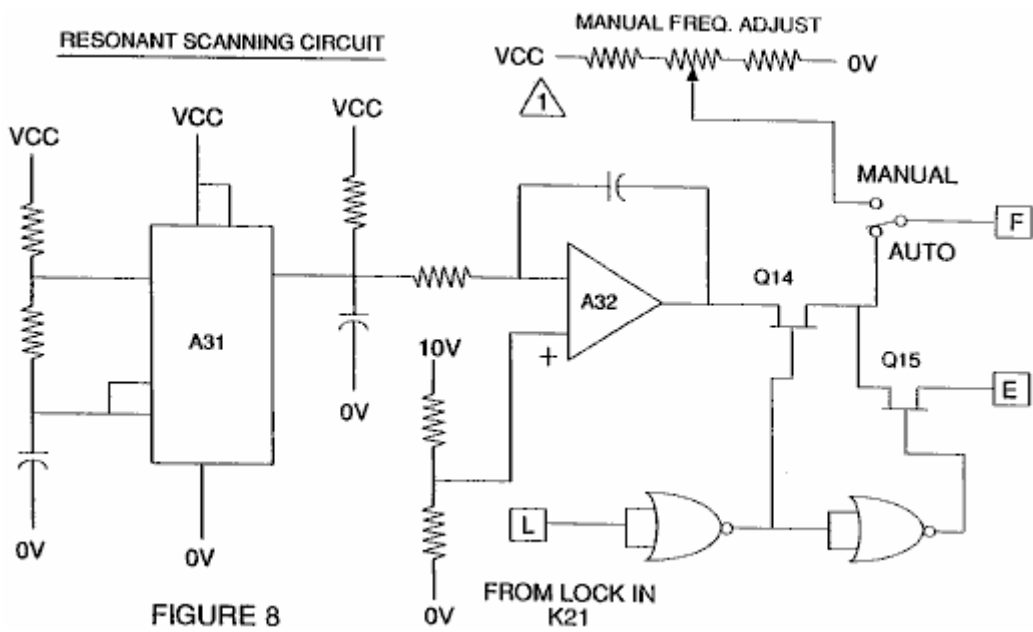 RESONANT SCANNING CIRCUIT
MANUAL FREQ. ADJUST
VCC
0V
1
VCC
VCC
VCC
MANUAL
F
AUTO
Q14
A32
+
A31
10V
Q15
E
0V
L
0V
0V
0V
FROM LOCK IN
K21
FIGURE 8